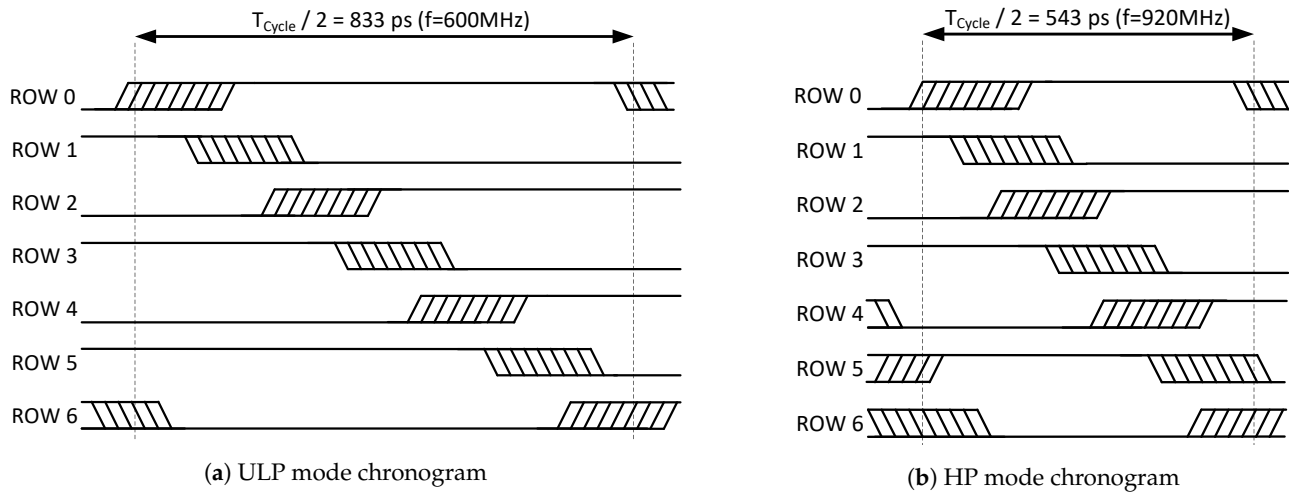 T_Cycle / 2 = 833 ps (f=600MHz)
ROW 0
ROW 1
ROW 2
ROW 3
ROW 4
ROW 5
ROW 6
(a) ULP mode chronogram
T_Cycle / 2 = 543 ps (f=920MHz)
ROW 0
ROW 1
ROW 2
ROW 3
ROW 4
ROW 5
ROW 6
(b) HP mode chronogram